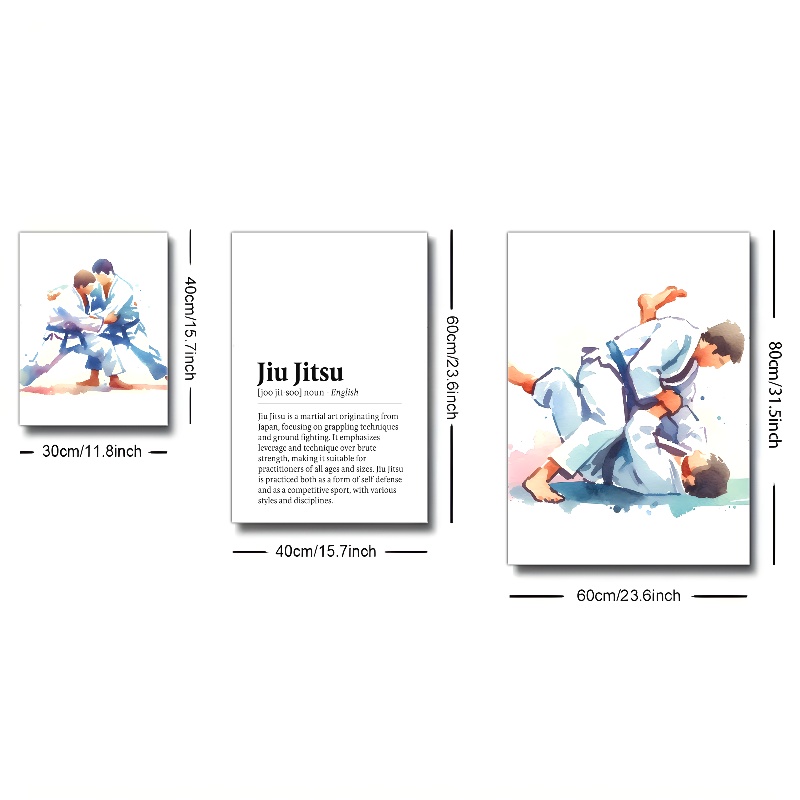 40cm/15.7inch
30cm/11.8inch
Jiu Jitsu
[joo jit soo] noun · English
Jiu Jitsu is a martial art originating from
Japan, focusing on grappling techniques
and ground fighting. It emphasizes
leverage and technique over brute
strength, making it suitable for
practitioners of all ages and sizes. Jiu Jitsu
is practiced both as a form of self defense
and as a competitive sport, with various
styles and disciplines.
60cm/23.6inch
40cm/15.7inch
80cm/31.5inch
60cm/23.6inch